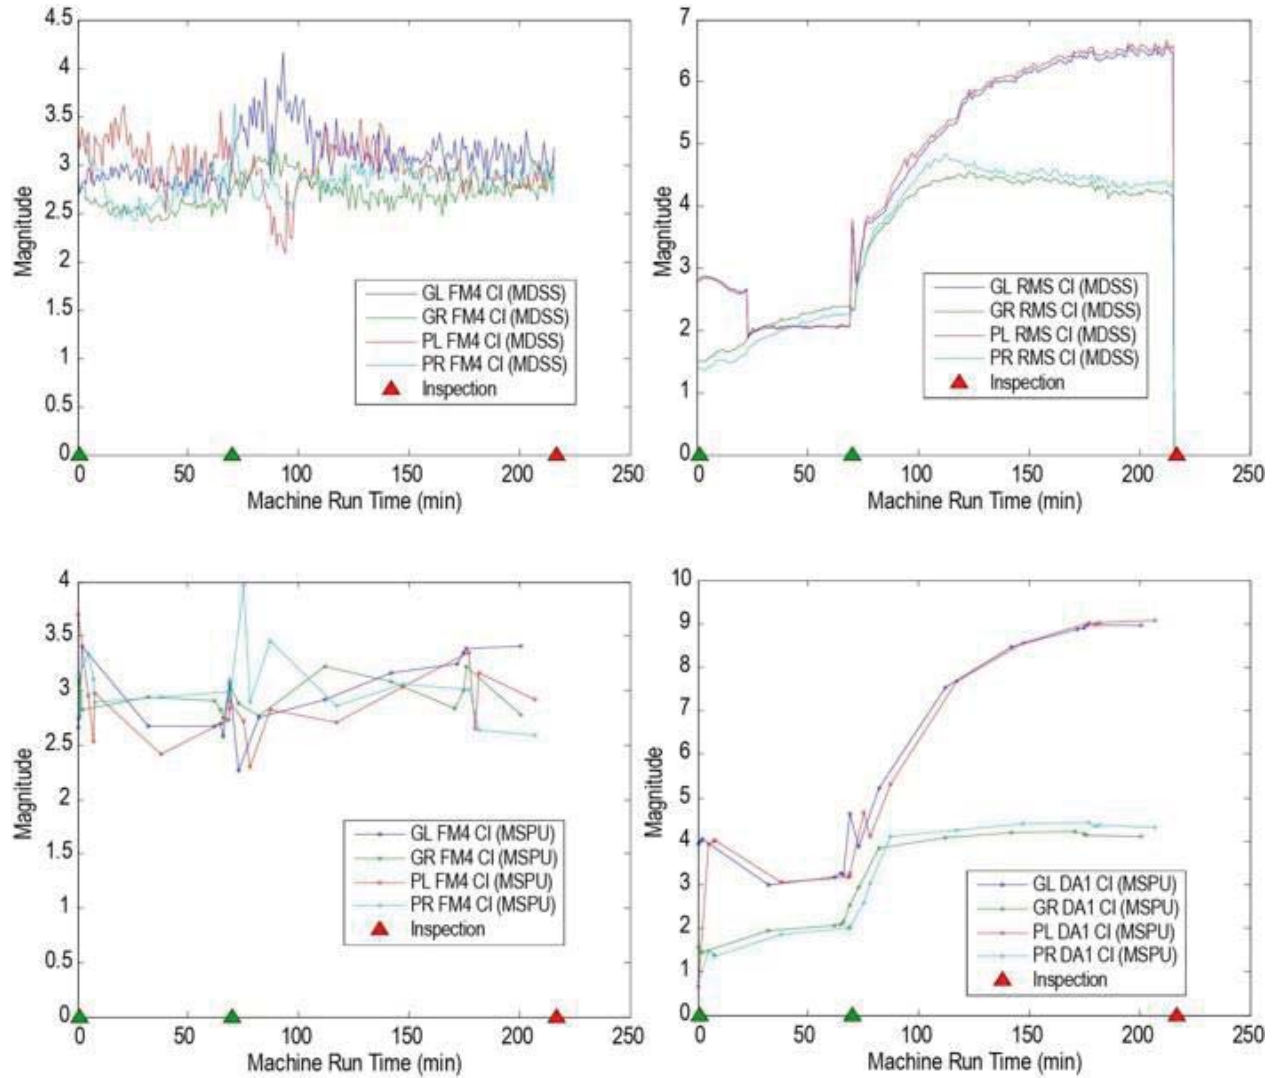 4.5
4
3.5
3
2.5
2
1.5
1
0.5
0
Magnitude
GL FM4 CI (MDSS)
GR FM4 CI (MDSS)
PL FM4 CI (MDSS)
PR FM4 CI (MDSS)
Inspection
0 50 100 150 200 250
Machine Run Time (min)
7
6
5
4
3
2
1
0
Magnitude
GL RMS CI (MDSS)
GR RMS CI (MDSS)
PL RMS CI (MDSS)
PR RMS CI (MDSS)
Inspection
0 50 100 150 200 250
Machine Run Time (min)
4
3.5
3
2.5
2
1.5
1
0.5
0
Magnitude
GL FM4 CI (MSPU)
GR FM4 CI (MSPU)
PL FM4 CI (MSPU)
PR FM4 CI (MSPU)
Inspection
0 50 100 150 200 250
Machine Run Time (min)
10
9
8
7
6
5
4
3
2
1
0
Magnitude
GL DA1 CI (MSPU)
GR DA1 CI (MSPU)
PL DA1 CI (MSPU)
PR DA1 CI (MSPU)
Inspection
0 50 100 150 200 250
Machine Run Time (min)